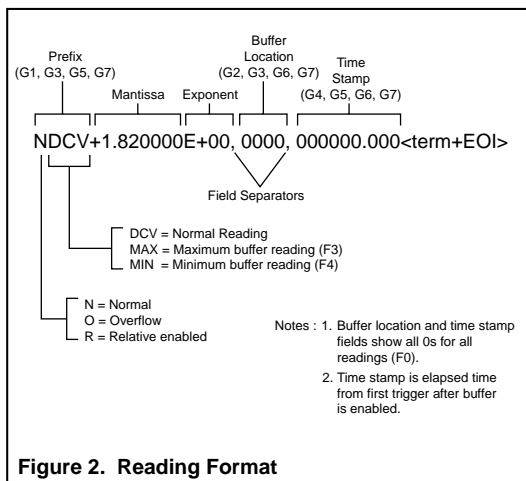 Buffer
Location
(G2, G3, G6, G7)
Prefix
(G1, G3, G5, G7)
Time
Stamp
(G4, G5, G6, G7)
Mantissa
Exponent
NDCV+1.820000E+00, 0000, 000000.000<term+EOI>
Field Separators
DCV = Normal Reading
MAX = Maximum buffer reading (F3)
MIN = Minimum buffer reading (F4)
N = Normal
O = Overflow
R = Relative enabled
Notes : 1. Buffer location and time stamp
fields show all 0s for all
readings (F0).
2. Time stamp is elapsed time
from first trigger after buffer
is enabled.
Figure 2. Reading Format